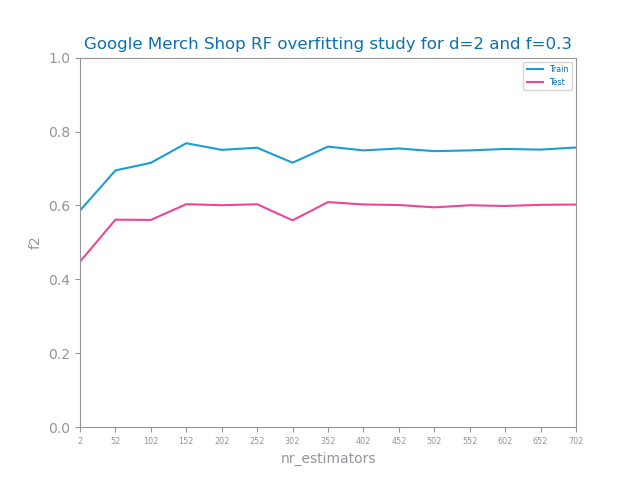 Google Merch Shop RF overfitting study for d=2 and f=0.3
1.0
0.8
0.6
0.4
0.2
0.0
f2
Train
Test
2 52 102 152 202 252 302 352 402 452 502 552 602 652 702
nr_estimators